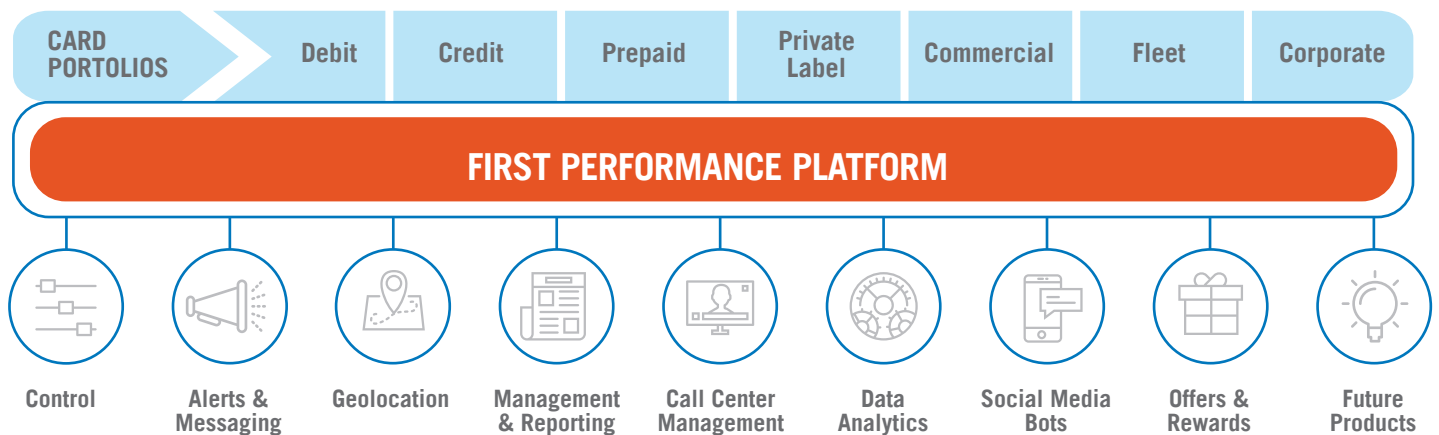 CARD
PORTOLIOS
Debit
Credit
Prepaid
Private
Label
Commercial
Fleet
Corporate
FIRST PERFORMANCE PLATFORM
Control
Alerts &
Messaging
Geolocation
Management
& Reporting
Call Center
Management
Data
Analytics
Social Media
Bots
Offers &
Rewards
Future
Products